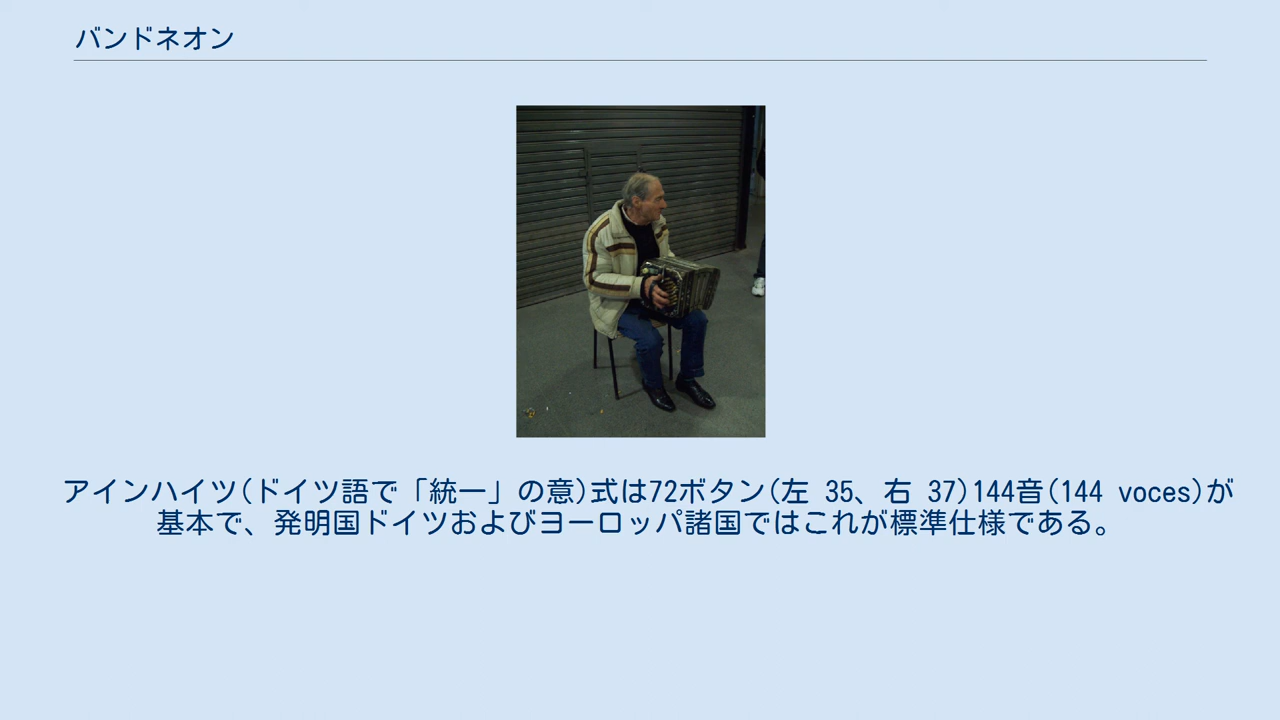 バンドネオン
アインハイツ(ドイツ語で「統一」の意)式は72ボタン(左 35、右 37)144音(144 voces)が
基本で、発明国ドイツおよびヨーロッパ諸国ではこれが標準仕様である。